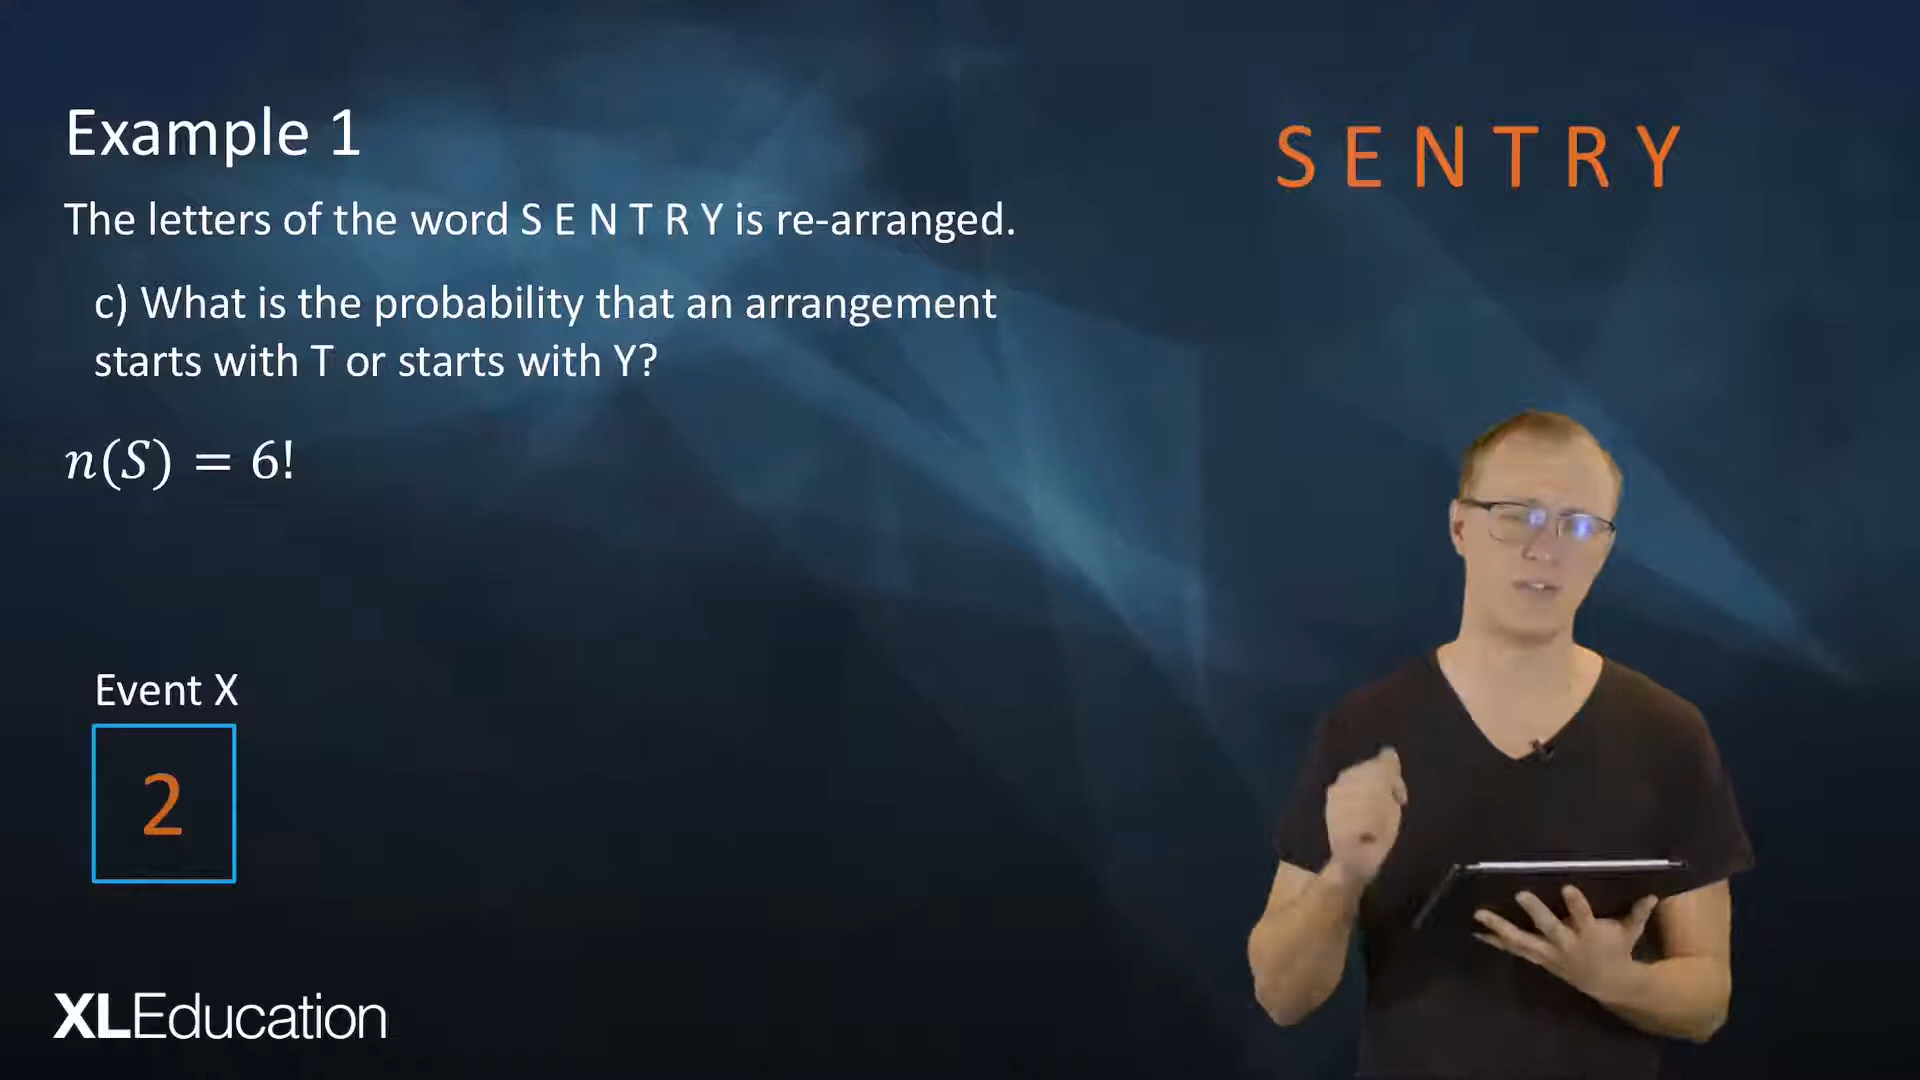 Example 1
S E N T R Y
The letters of the word S E N T R Y is re-arranged.
c) What is the probability that an arrangement
starts with T or starts with Y?
n(S) = 6!
Event X
2
XLEducation